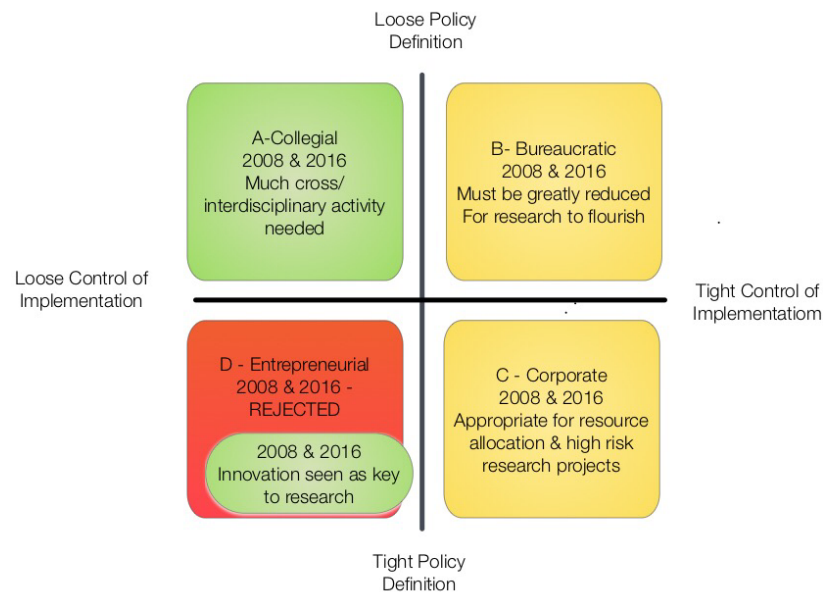 Loose Policy
Definition
A-Collegial
2008 & 2016
Much cross/
interdisciplinary activity
needed
B- Bureaucratic
2008 & 2016
Must be greatly reduced
For research to flourish
Loose Control of
Implementation
Tight Control of
Implementatiom
D - Entrepreneurial
2008 & 2016 -
REJECTED
2008 & 2016
Innovation seen as key
to research
C - Corporate
2008 & 2016
Appropriate for resource
allocation & high risk
research projects
Tight Policy
Definition